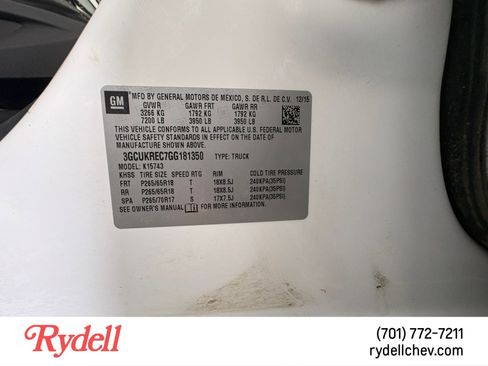 GM
MFD BY GENERAL MOTORS DE MEXICO, S. DE R.L. DE C.V. 12/15
GVWR GAWR FRT GAWR RR
3266 KG 1792 KG 1792 KG
7200 LB 3950 LB 3950 LB
THIS VEHICLE CONFORMS TO ALL APPLICABLE U.S. FEDERAL MOTOR
VEHICLE SAFETY STANDARDS IN EFFECT ON THE DATE OF
MANUFACTURE SHOWN ABOVE.
3GCUKREC7GG181350 TYPE: TRUCK
MODEL: K15743
KHSS TIRE SIZE SPEED RTG RIM COLD TIRE PRESSURE
FRT P265/65R18 T 18X8.5J 240KPA(35PSI)
RR P265/65R18 T 18X8.5J 240KPA(35PSI)
SPA P265/70R17 S 17X7.5J 240KPA(35PSI)
SEE OWNER'S MANUAL FOR MORE INFORMATION.
Rydell
(701) 772-7211
rydellchev.com